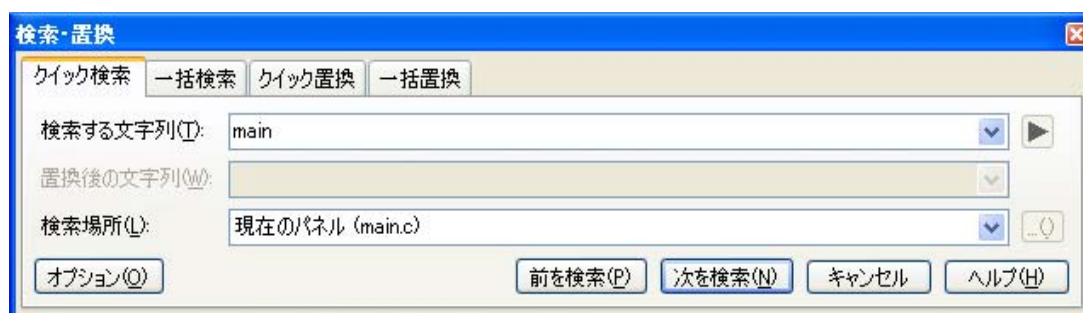 検索・置換
クイック検索 一括検索 クイック置換 一括置換
検索する文字列(T): main
置換後の文字列(W):
検索場所(L): 現在のパネル (main.c)
...()
オプション(O) 前を検索(P) 次を検索(N) キャンセル ヘルプ(H)